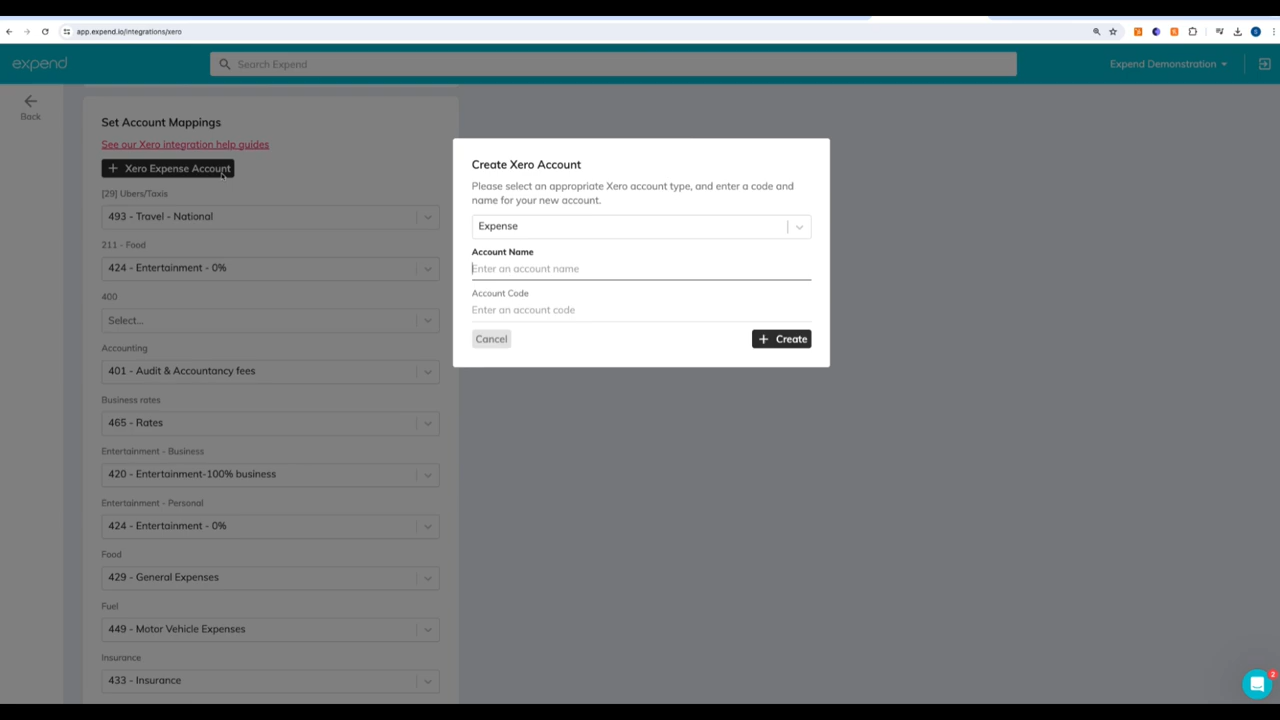 app.expend.io/integrations/xero
expend
Search Expend
Expend Demonstration
Back
Set Account Mappings
See our Xero integration help guides
+ Xero Expense Account
[29] Ubers/Taxis
493 - Travel - National
211 - Food
424 - Entertainment - 0%
400
Select...
Accounting
401 - Audit & Accountancy fees
Business rates
465 - Rates
Entertainment - Business
420 - Entertainment-100% business
Entertainment - Personal
424 - Entertainment - 0%
Food
429 - General Expenses
Fuel
449 - Motor Vehicle Expenses
Insurance
433 - Insurance
Create Xero Account
Please select an appropriate Xero account type, and enter a code and
name for your new account.
Expense
Account Name
Enter an account name
Account Code
Enter an account code
Cancel
+ Create
2